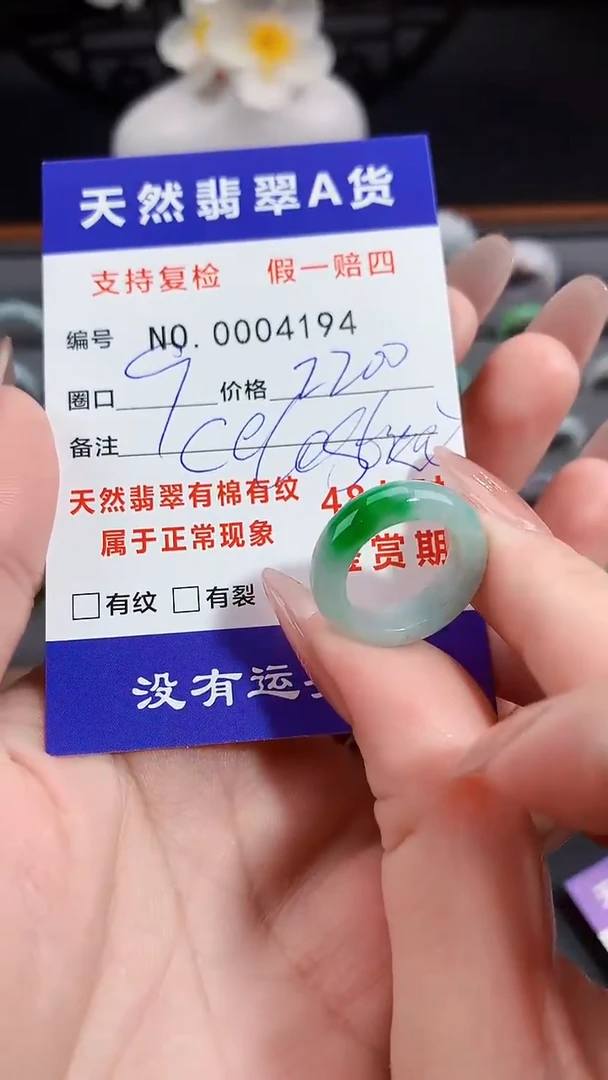 天然翡翠A货
支持复检 假一赔四
编号 NO. 0004194
圈口 9 价格 2200
备注
天然翡翠有棉有纹 48
属于正常现象 赏期
有纹 有裂
没有运